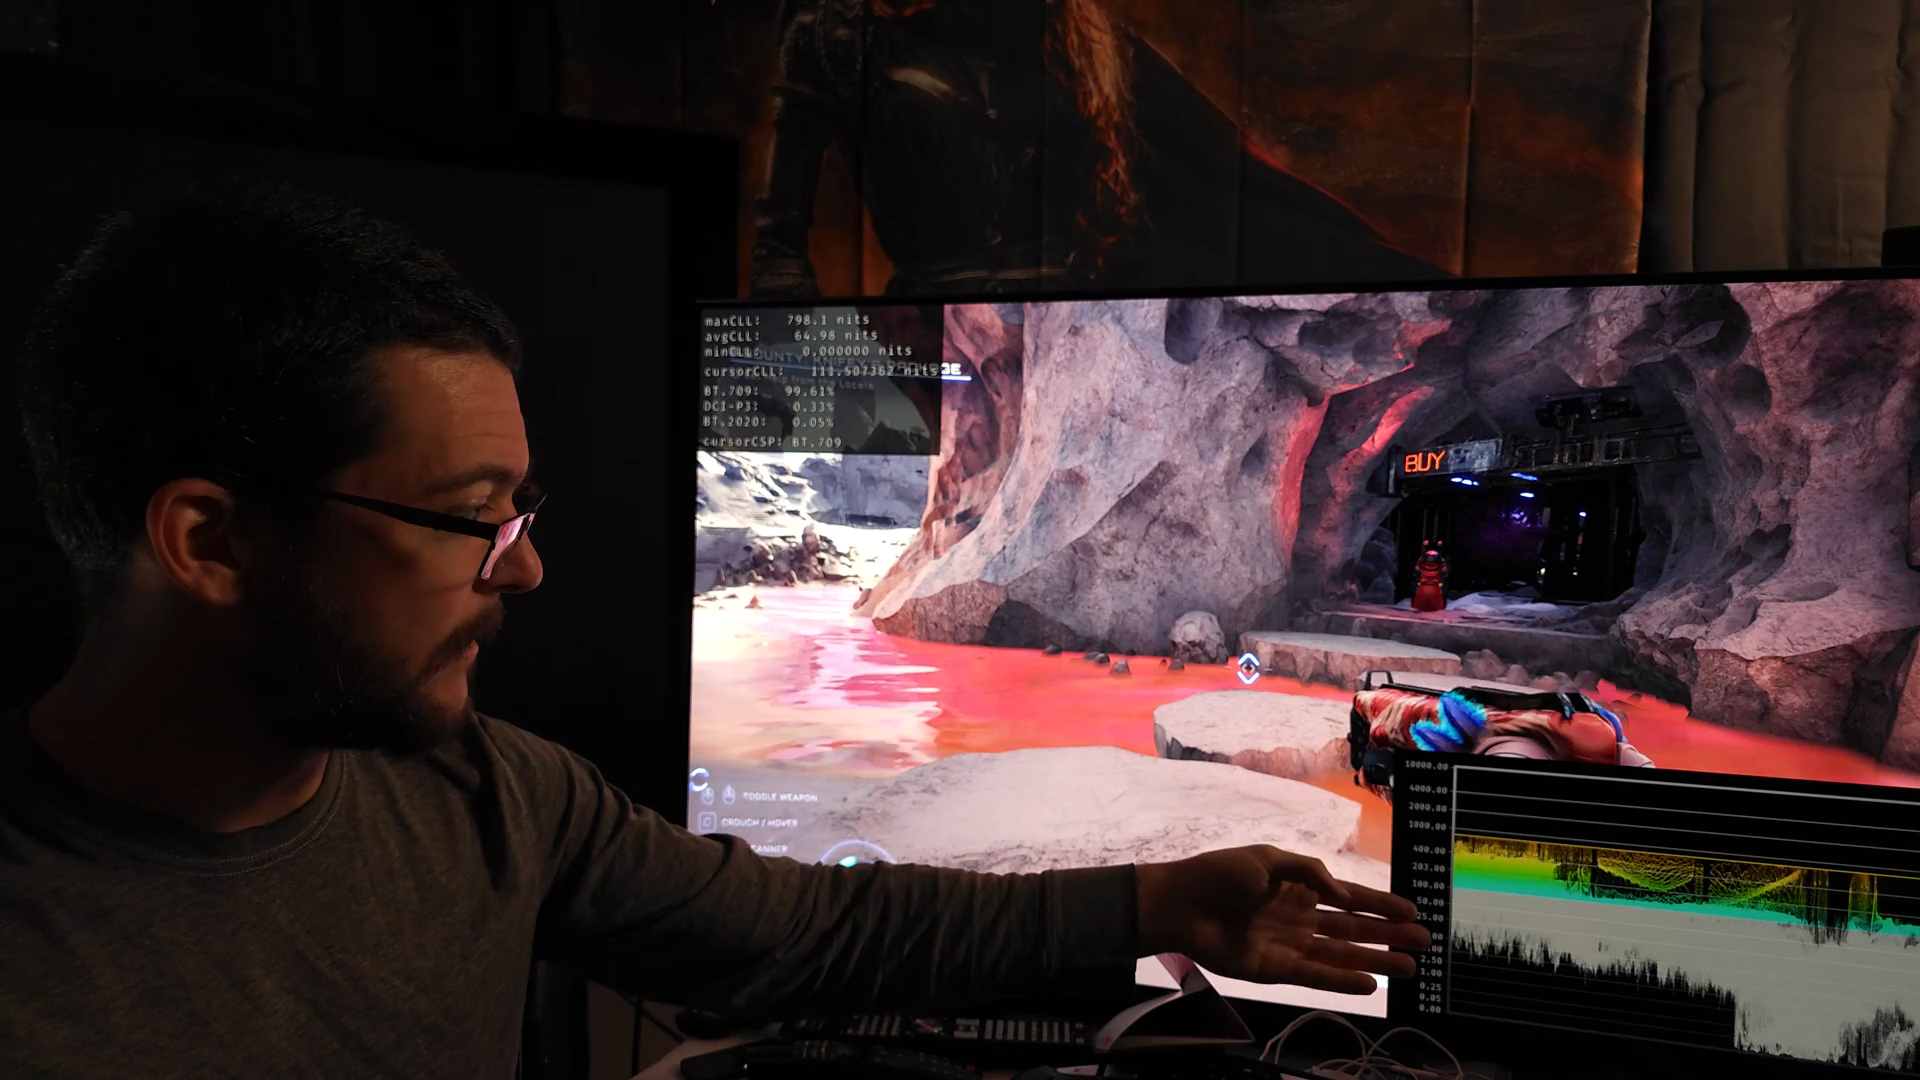 maxCLL: 798.1 nits
avgCLL: 64.98 nits
minCLL: 0.000000 nits
cursorCLL: 111.507362 nits
BT.709: 99.61%
DCI-P3: 0.33%
BT.2020: 0.05%
cursorCSP: BT.709
BUY
TOGGLE WEAPON
CROUCH / HOVER
10000.00
4000.00
2000.00
1000.00
400.00
203.00
100.00
50.00
25.00
2.50
1.00
0.25
0.05
0.00